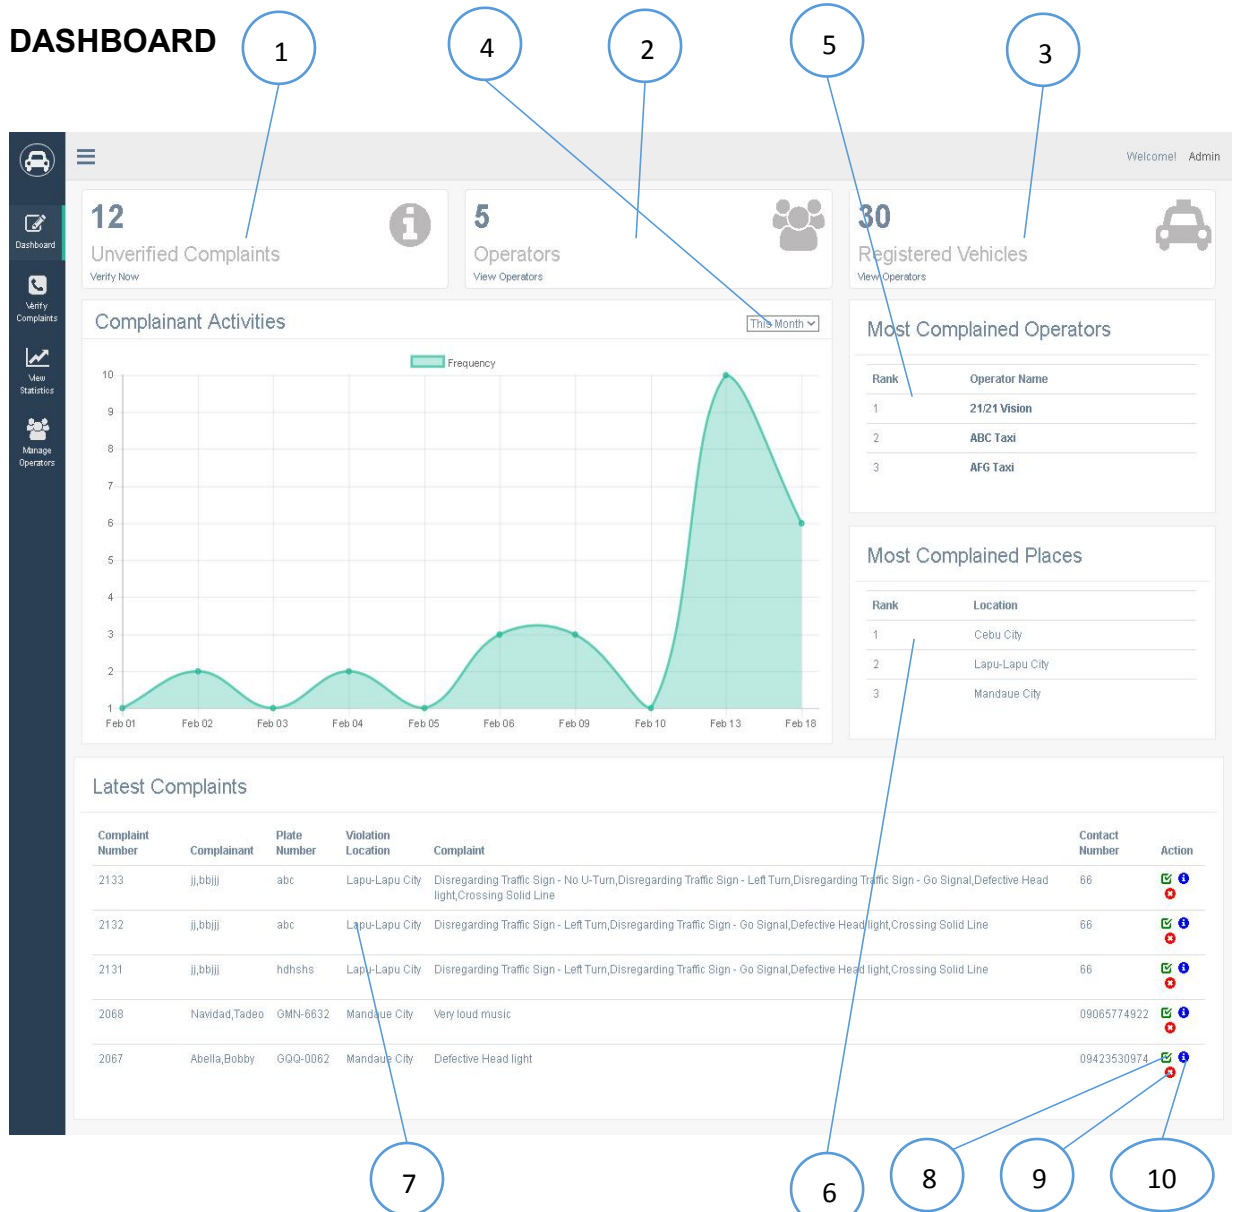 DASHBOARD
1
4
2
5
3
Welcome! Admin
Dashboard
Verify
Complaints
View
Statistics
Manage
Operators
12
Unverified Complaints
Verify Now
5
Operators
View Operators
30
Registered Vehicles
View Operators
Complainant Activities
This Month
Frequency
10
9
8
7
6
5
4
3
2
1
Feb 01 Feb 02 Feb 03 Feb 04 Feb 05 Feb 06 Feb 09 Feb 10 Feb 13 Feb 18
Most Complained Operators
Rank Operator Name
1 21/21 Vision
2 ABC Taxi
3 AFG Taxi
Most Complained Places
Rank Location
1 Cebu City
2 Lapu-Lapu City
3 Mandaue City
Latest Complaints
Complaint Number Complainant Plate Number Violation Location Complaint Contact Number Action
2133 jj,bbjjj abc Lapu-Lapu City Disregarding Traffic Sign - No U-Turn,Disregarding Traffic Sign - Left Turn,Disregarding Traffic Sign - Go Signal,Defective Head 66
light,Crossing Solid Line
2132 jj,bbjjj abc Lapu-Lapu City Disregarding Traffic Sign - Left Turn,Disregarding Traffic Sign - Go Signal,Defective Head light,Crossing Solid Line 66
2131 jj,bbjjj hdhshs Lapu-Lapu City Disregarding Traffic Sign - Left Turn,Disregarding Traffic Sign - Go Signal,Defective Head light,Crossing Solid Line 66
2068 Navidad,Tadeo GMN-6632 Mandaue City Very loud music 09065774922
2067 Abella,Bobby GQQ-0062 Mandaue City Defective Head light 09423530974
7
6
8
9
10